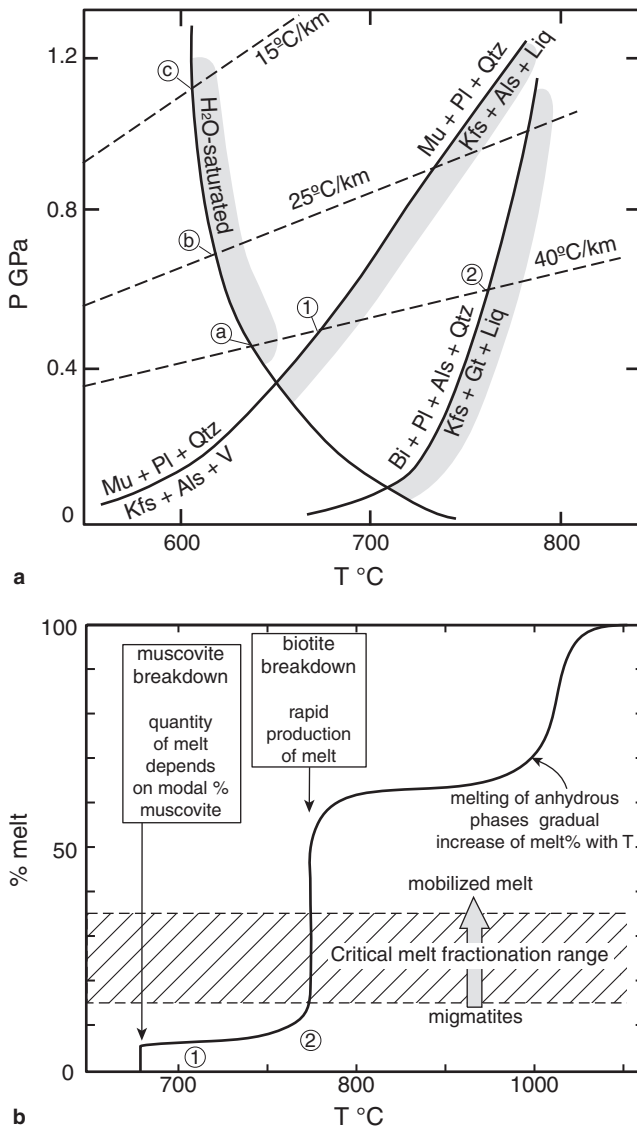 1.2
0.8
0.4
0
P GPa
15ºC/km
25ºC/km
40ºC/km
c
b
a
1
2
H₂O-saturated
Mu + Pl + Qtz
Kfs + Als + Liq
Bi + Pl + Als + Qtz
Kfs + Gt + Liq
Mu + Pl + Qtz
Kfs + Als + V
600
700
800
T °C
a
100
50
0
% melt
muscovite
breakdown
quantity
of melt
depends
on modal %
muscovite
biotite
breakdown
rapid
production
of melt
melting of anhydrous
phases gradual
increase of melt% with T.
mobilized melt
Critical melt fractionation range
migmatites
1
2
700
800
1000
T °C
b